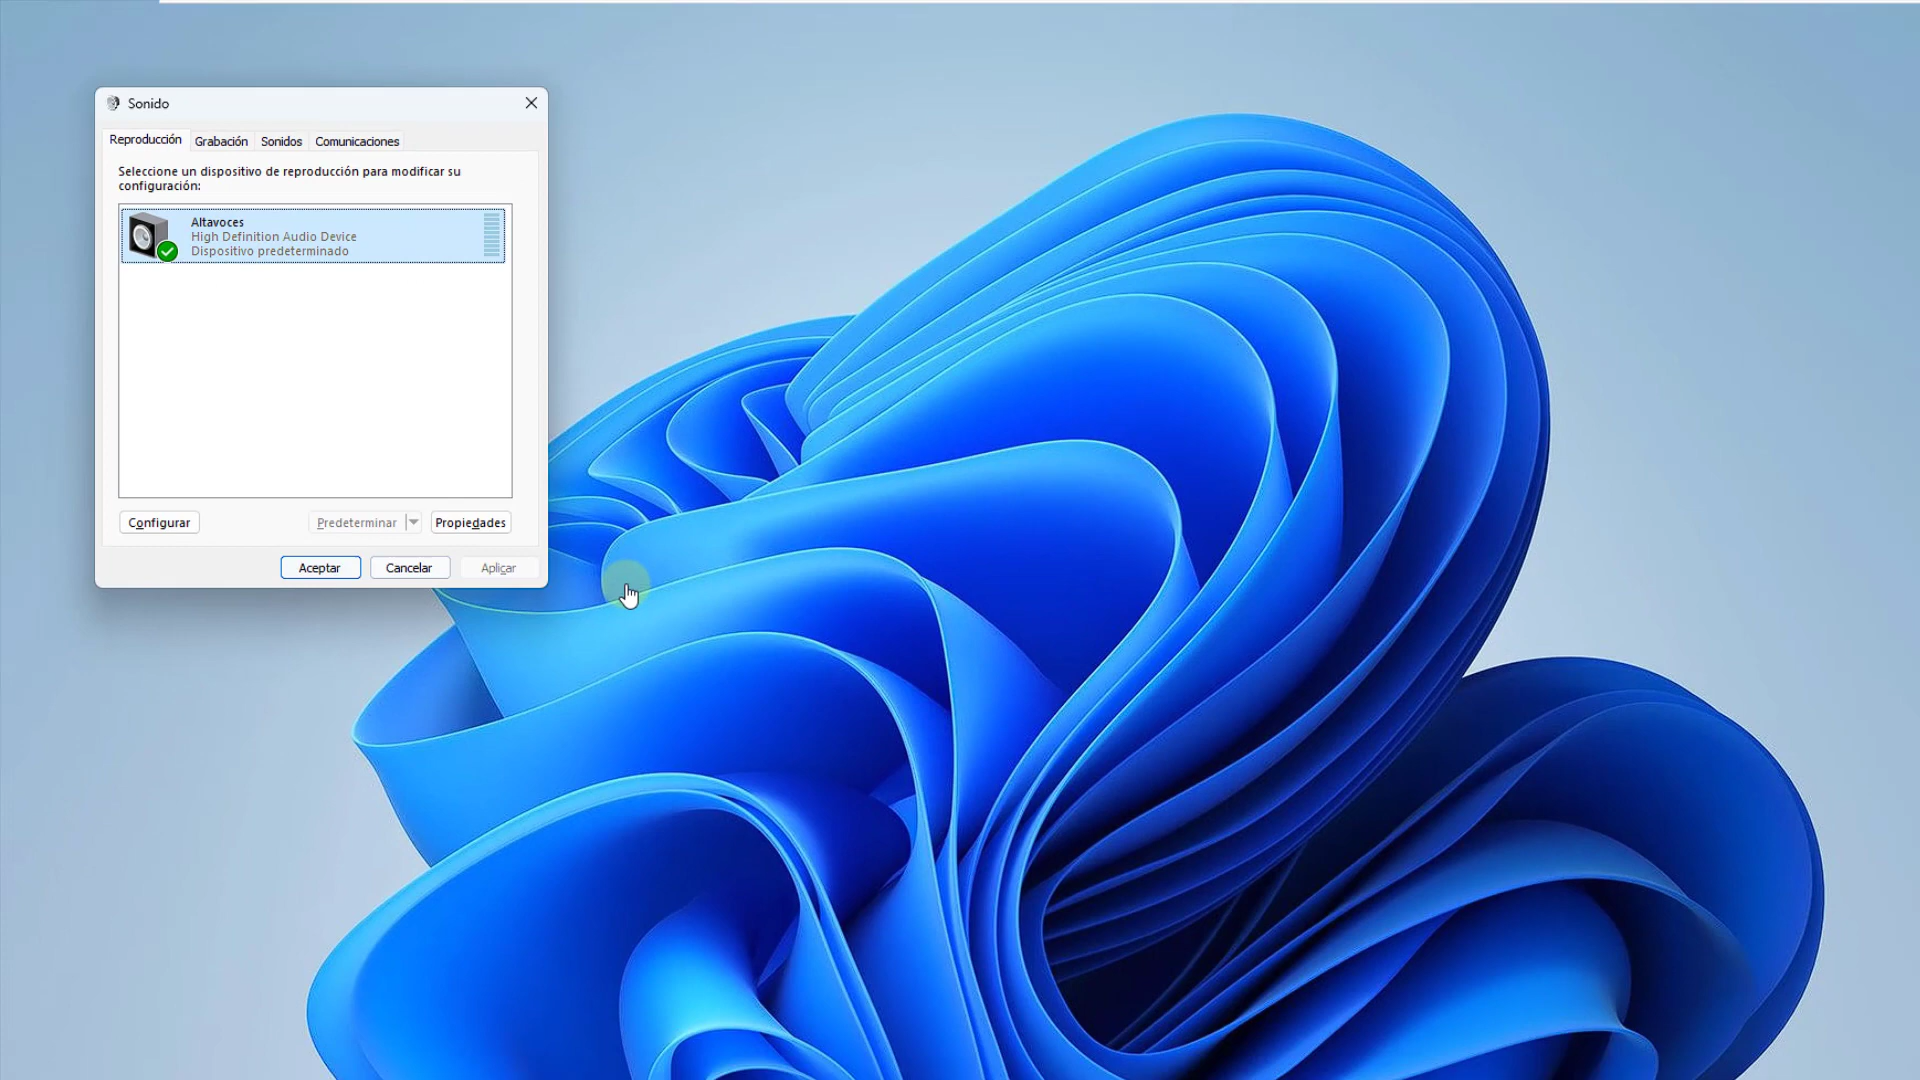 Sonido
Reproducción
Grabación
Sonidos
Comunicaciones
Seleccione un dispositivo de reproducción para modificar su
configuración:
Altavoces
High Definition Audio Device
Dispositivo predeterminado
Configurar
Predeterminar
Propiedades
Aceptar
Cancelar
Aplicar